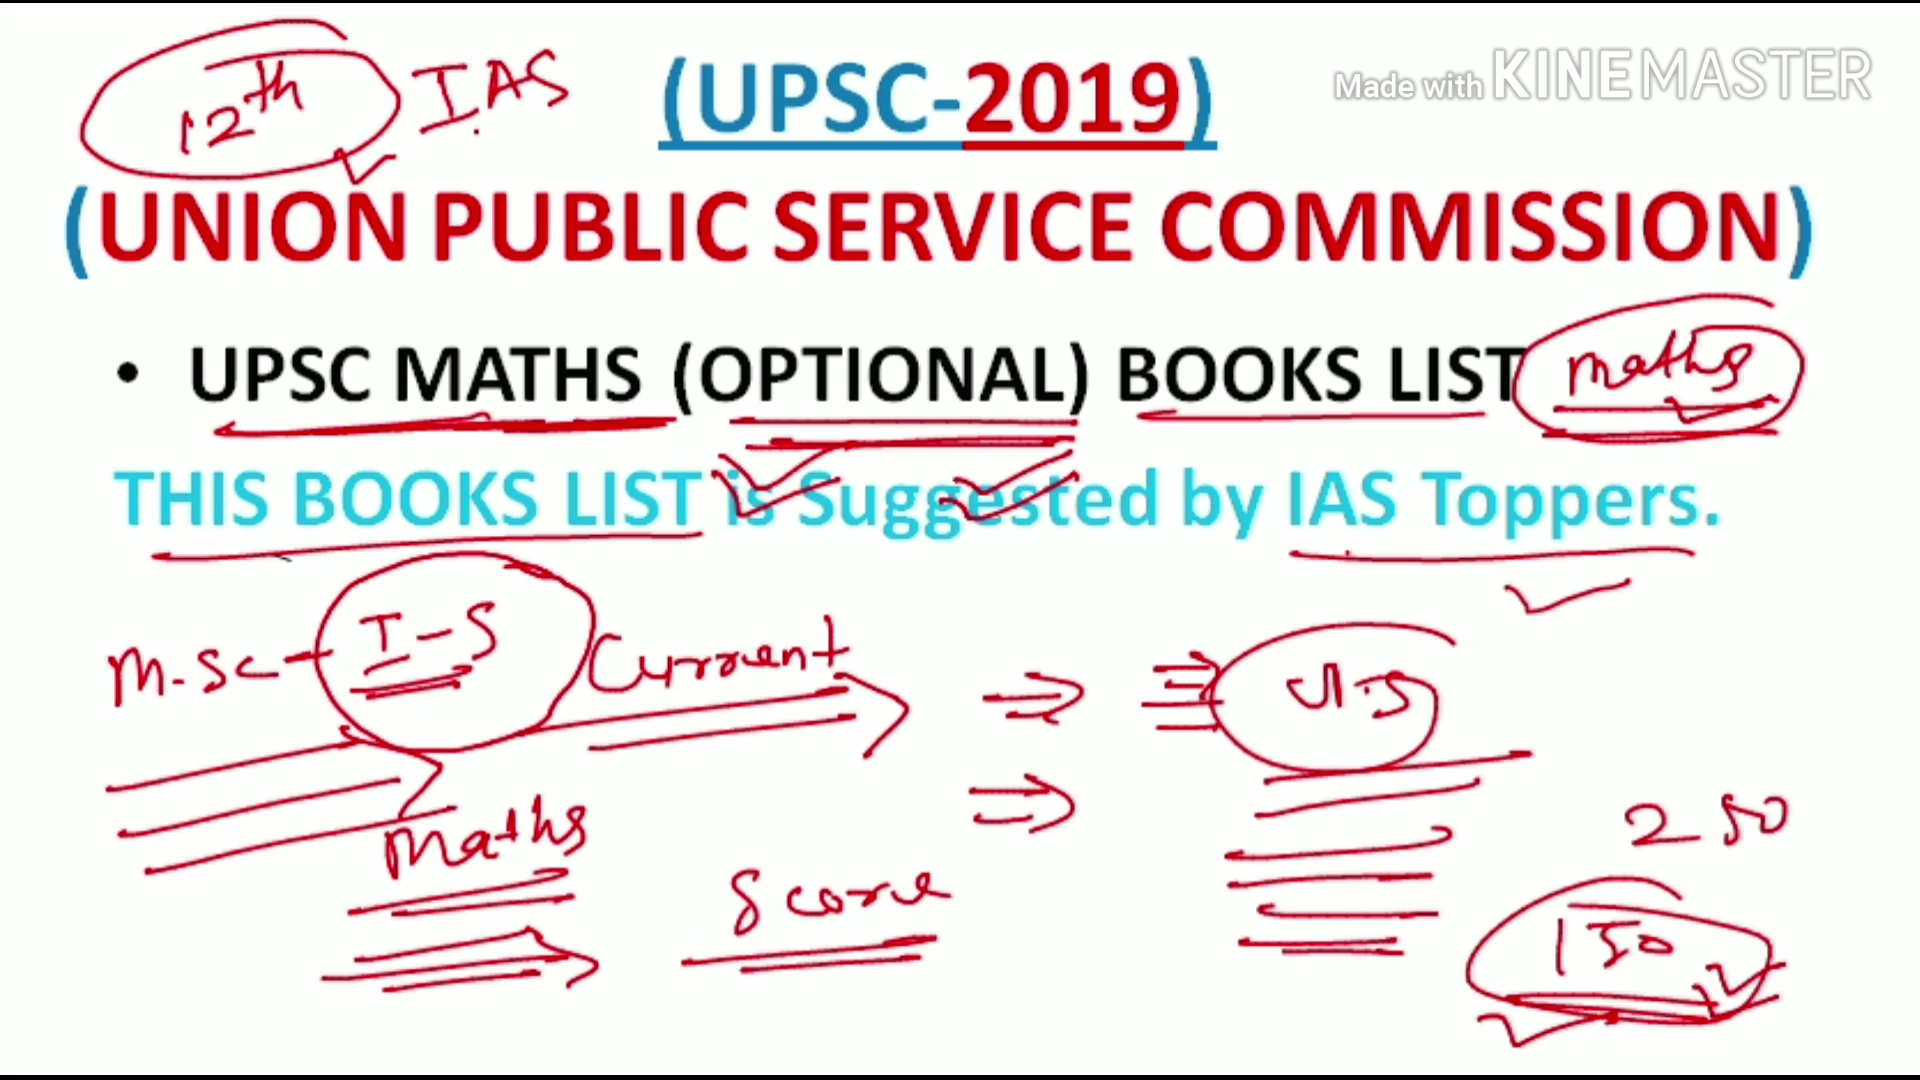 12th IAS
(UPSC-2019)
Made with KINEMASTER
(UNION PUBLIC SERVICE COMMISSION)
• UPSC MATHS (OPTIONAL) BOOKS LIST maths
THIS BOOKS LIST is Suggested by IAS Toppers.
M.Sc - I-S Current
Maths
Score
250
150